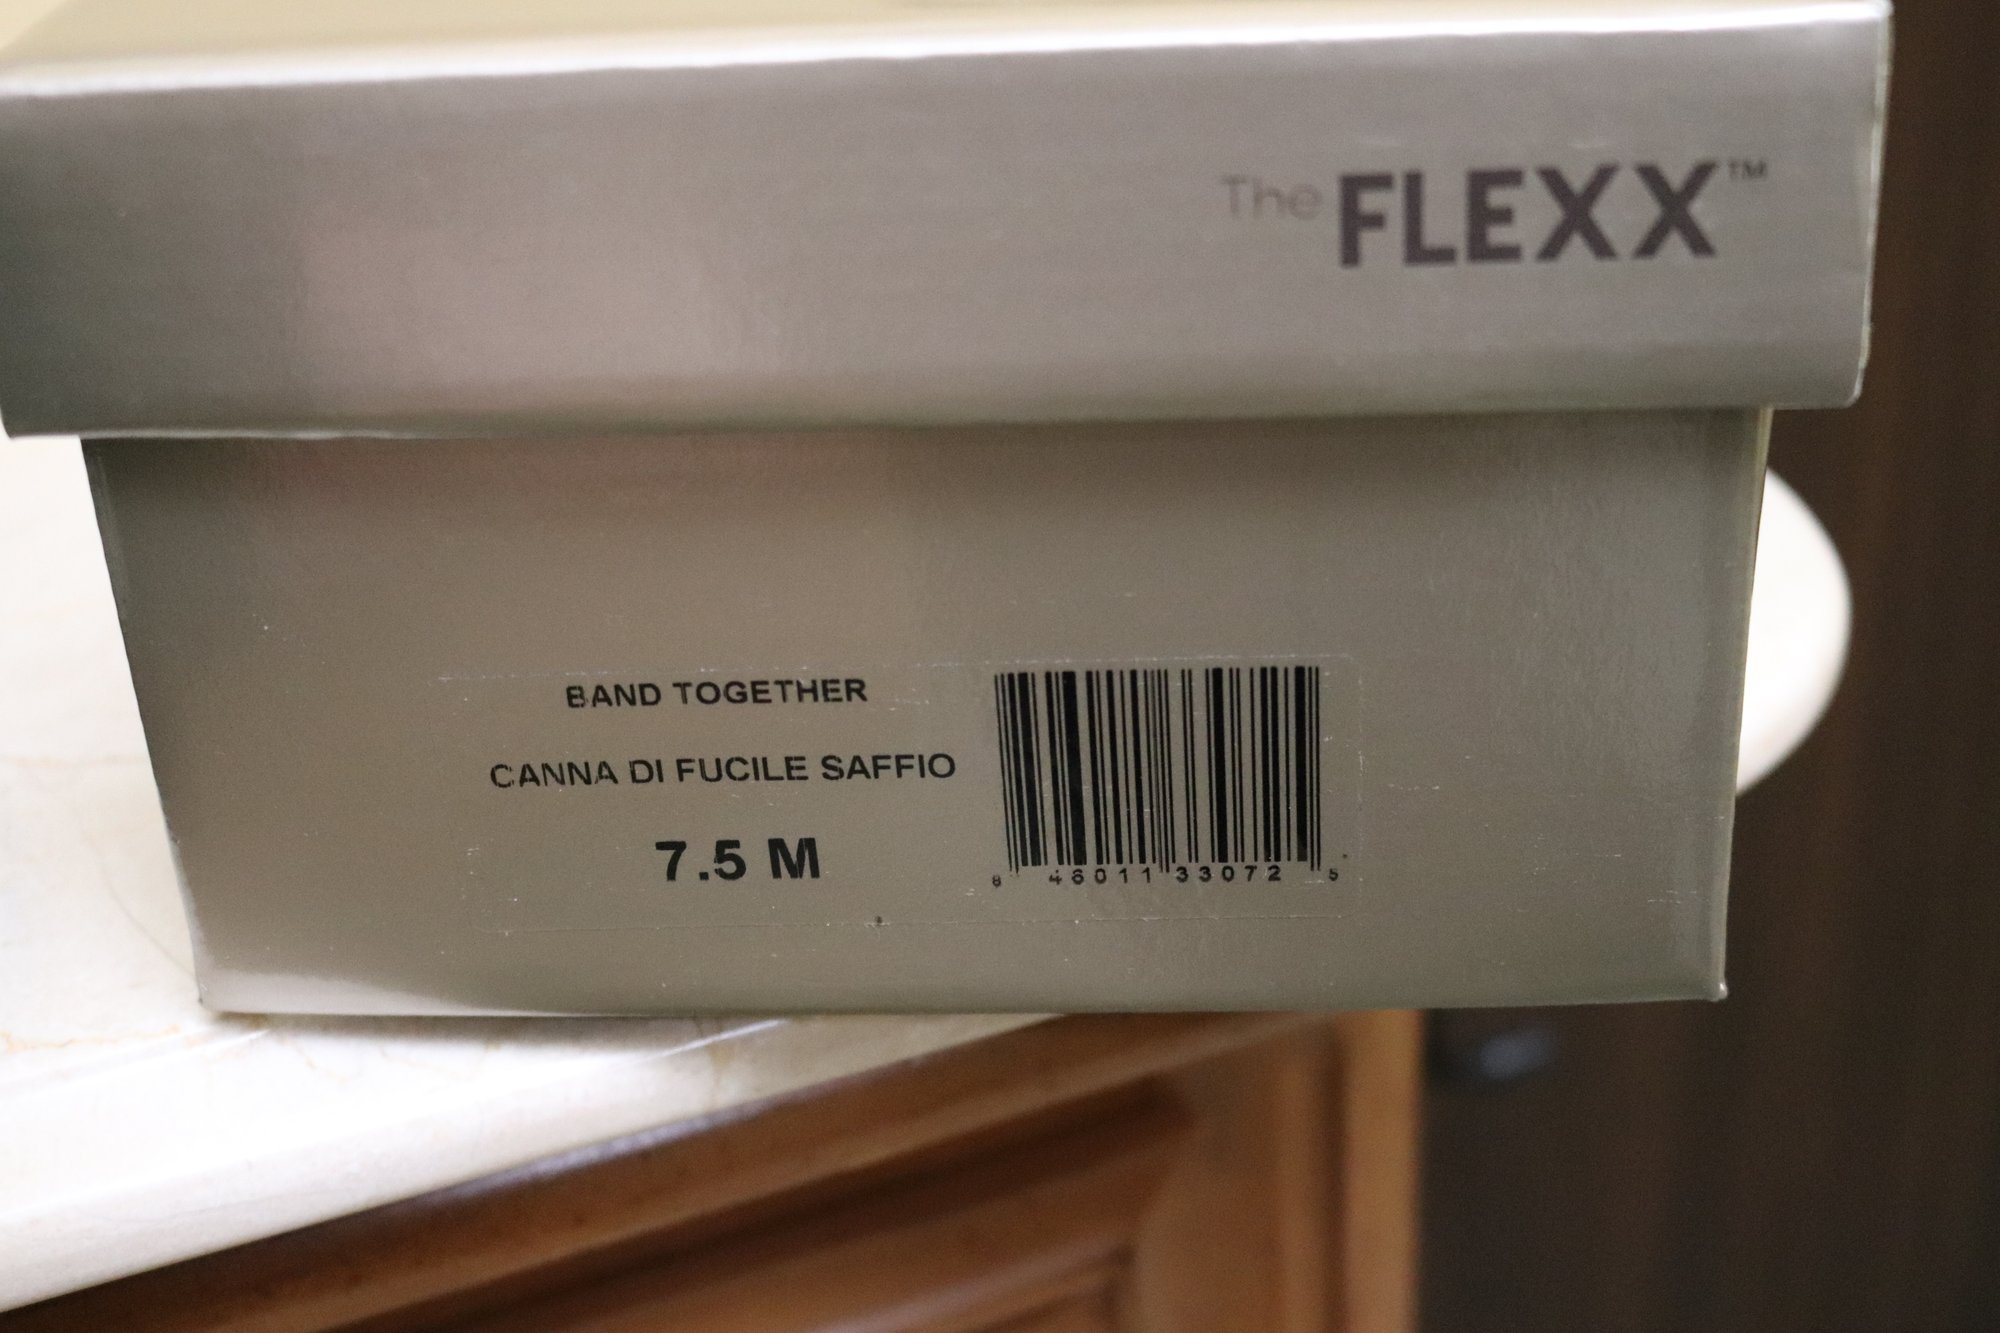 The FLEXX™
BAND TOGETHER
CANNA DI FUCILE SAFFIO
7.5 M
8 46011 33072 5